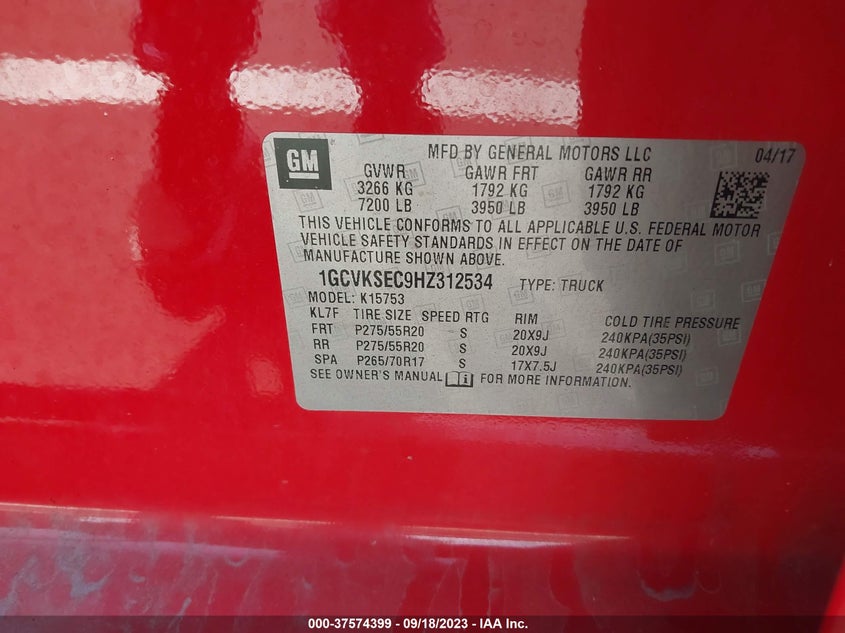 GM
MFD BY GENERAL MOTORS LLC 04/17
GVWR GAWR FRT GAWR RR
3266 KG 1792 KG 1792 KG
7200 LB 3950 LB 3950 LB
THIS VEHICLE CONFORMS TO ALL APPLICABLE U.S. FEDERAL MOTOR
VEHICLE SAFETY STANDARDS IN EFFECT ON THE DATE OF
MANUFACTURE SHOWN ABOVE.
1GCVKSEC9HZ312534 TYPE: TRUCK
MODEL: K15753
KL7F TIRE SIZE SPEED RTG RIM COLD TIRE PRESSURE
FRT P275/55R20 S 20X9J 240KPA(35PSI)
RR P275/55R20 S 20X9J 240KPA(35PSI)
SPA P265/70R17 S 17X7.5J 240KPA(35PSI)
SEE OWNER'S MANUAL FOR MORE INFORMATION.
000-37574399 - 09/18/2023 - IAA Inc.